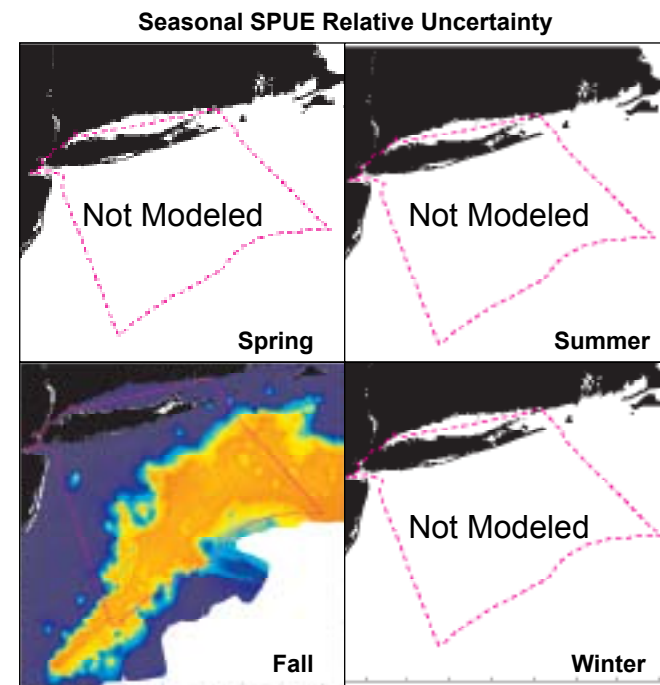 Seasonal SPUE Relative Uncertainty
Not Modeled
Spring
Not Modeled
Summer
Fall
Not Modeled
Winter